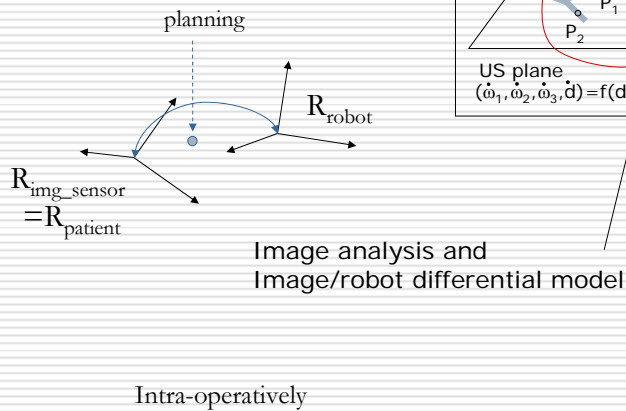 planning
P1
P2
US plane
(ω̇1,ω̇2,ω̇3,ḋ)=f(d
Rrobot
Rimg_sensor
=Rpatient
Image analysis and
Image/robot differential model
Intra-operatively